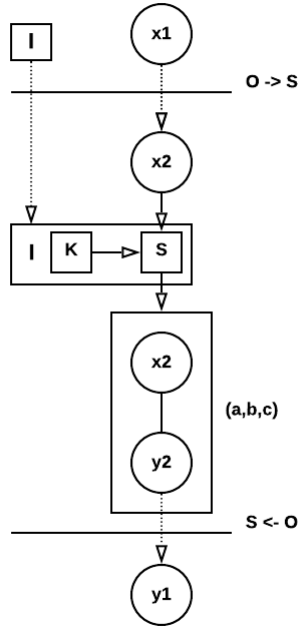 I
x1
O -> S
x2
I
K
S
x2
(a,b,c)
y2
S <- O
y1